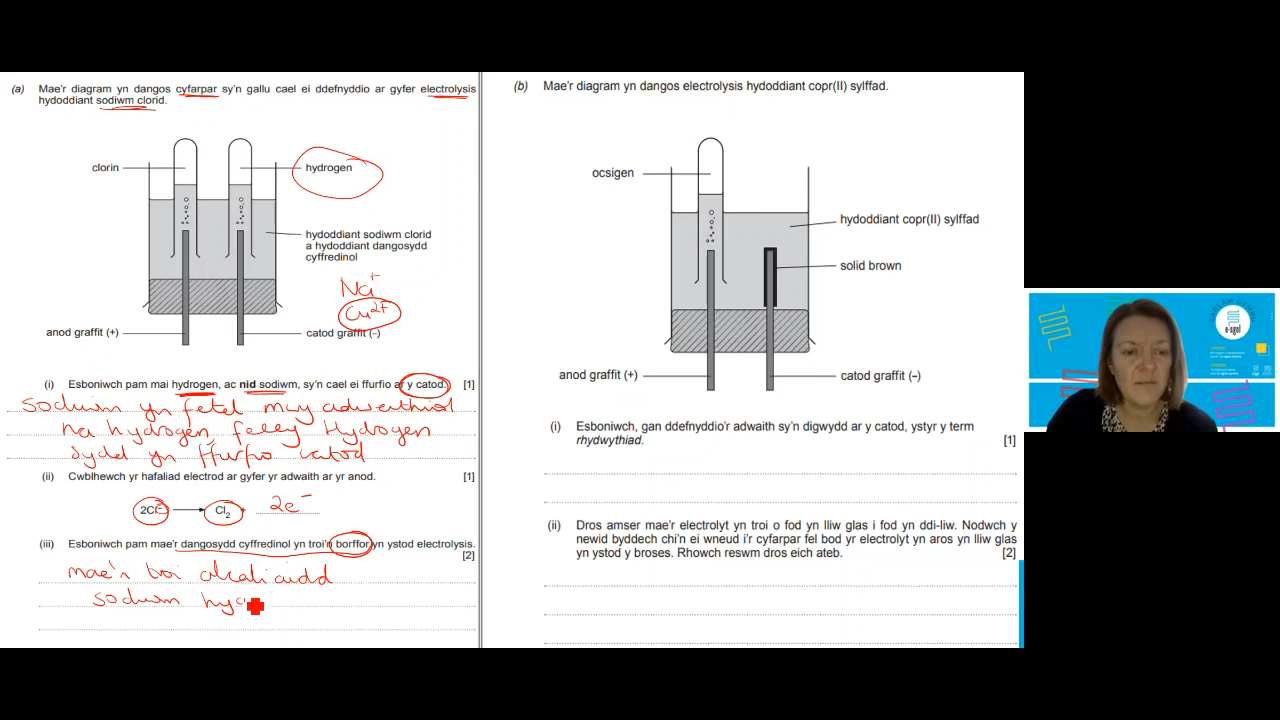 (a) Mae'r diagram yn dangos cyfarpar sy'n gallu cael ei ddefnyddio ar gyfer electrolysis
hydoddiant sodiwm clorid.
clorin
hydrogen
hydoddiant sodiwm clorid
a hydoddiant dangosydd
cyffredinol
Na+
Cu2+
anod graffit (+)
catod graffit (–)
(i) Esboniwch pam mai hydrogen, ac nid sodiwm, sy'n cael ei ffurfio ar y catod. [1]
sodiwm yn fetel mwy adweithiol
na hydrogen felly Hydrogen
sydd yn ffurfio catod
(ii) Cwblhewch yr hafaliad electrod ar gyfer yr adwaith ar yr anod. [1]
2Cl– → Cl2 + 2e–
(iii) Esboniwch pam mae'r dangosydd cyffredinol yn troi'n borffor yn ystod electrolysis.
[2]
mae'n troi alcaliaidd
sodiwm hy
(b) Mae'r diagram yn dangos electrolysis hydoddiant copr(II) sylffad.
ocsigen
hydoddiant copr(II) sylffad
solid brown
anod graffit (+)
catod graffit (–)
(i) Esboniwch, gan ddefnyddio'r adwaith sy'n digwydd ar y catod, ystyr y term
rhydwythiad. [1]
(ii) Dros amser mae'r electrolyt yn troi o fod yn lliw glas i fod yn ddi-liw. Nodwch y
newid byddech chi'n ei wneud i'r cyfarpar fel bod yr electrolyt yn aros yn lliw glas
yn ystod y broses. Rhowch reswm dros eich ateb. [2]
e-sgol